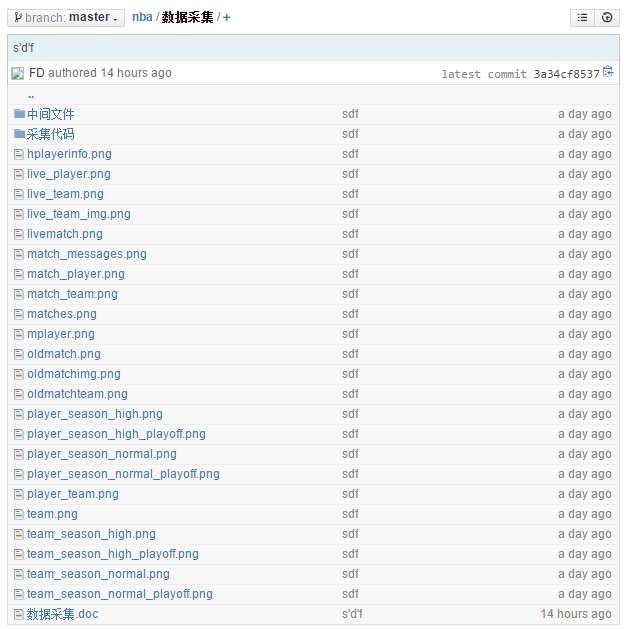 branch: master nba / 数据采集 / +
s'd'f
FD authored 14 hours ago latest commit 3a34cf8537
..
中间文件 sdf a day ago
采集代码 sdf a day ago
hplayerinfo.png sdf a day ago
live_player.png sdf a day ago
live_team.png sdf a day ago
live_team_img.png sdf a day ago
livematch.png sdf a day ago
match_messages.png sdf a day ago
match_player.png sdf a day ago
match_team.png sdf a day ago
matches.png sdf a day ago
mplayer.png sdf a day ago
oldmatch.png sdf a day ago
oldmatchimg.png sdf a day ago
oldmatchteam.png sdf a day ago
player_season_high.png sdf a day ago
player_season_high_playoff.png sdf a day ago
player_season_normal.png sdf a day ago
player_season_normal_playoff.png sdf a day ago
player_team.png sdf a day ago
team.png sdf a day ago
team_season_high.png sdf a day ago
team_season_high_playoff.png sdf a day ago
team_season_normal.png sdf a day ago
team_season_normal_playoff.png sdf a day ago
数据采集.doc s'd'f 14 hours ago